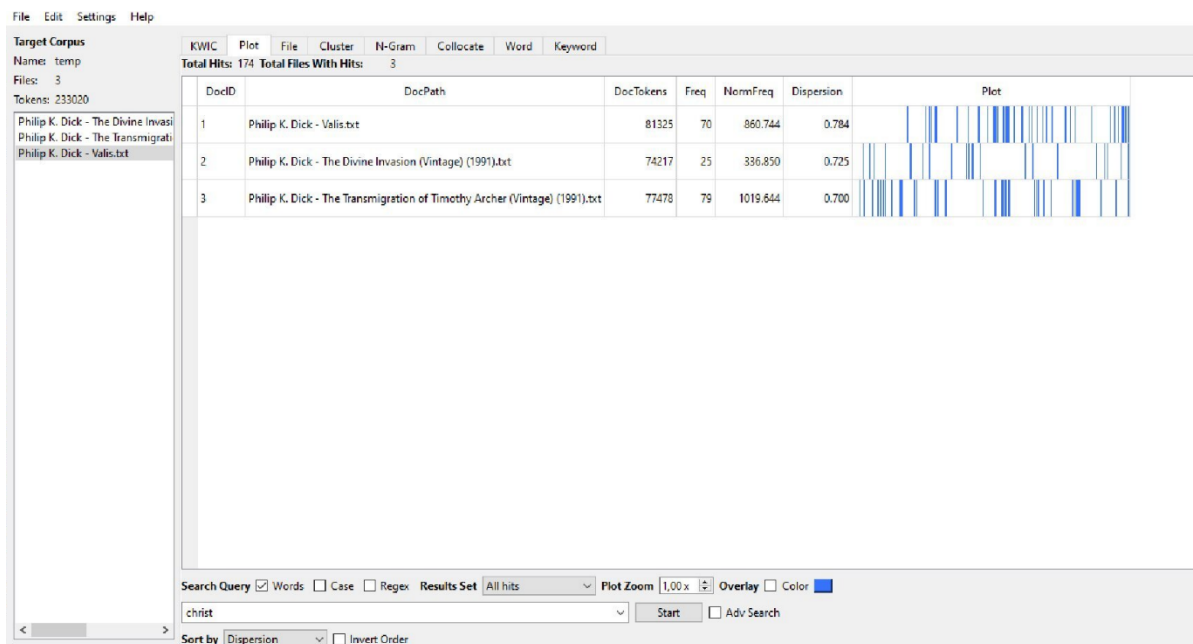 File Edit Settings Help
Target Corpus
Name: temp
Files: 3
Tokens: 233020
Philip K. Dick - The Divine Invasi
Philip K. Dick - The Transmigrati
Philip K. Dick - Valis.txt
KWIC Plot File Cluster N-Gram Collocate Word Keyword
Total Hits: 174 Total Files With Hits: 3
DocID DocPath DocTokens Freq NormFreq Dispersion Plot
1 Philip K. Dick - Valis.txt 81325 70 860.744 0.784
2 Philip K. Dick - The Divine Invasion (Vintage) (1991).txt 74217 25 336.850 0.725
3 Philip K. Dick - The Transmigration of Timothy Archer (Vintage) (1991).txt 77478 79 1019.644 0.700
Search Query Words Case Regex Results Set All hits Plot Zoom 1,00 x Overlay Color
christ Start Adv Search
Sort by Dispersion Invert Order